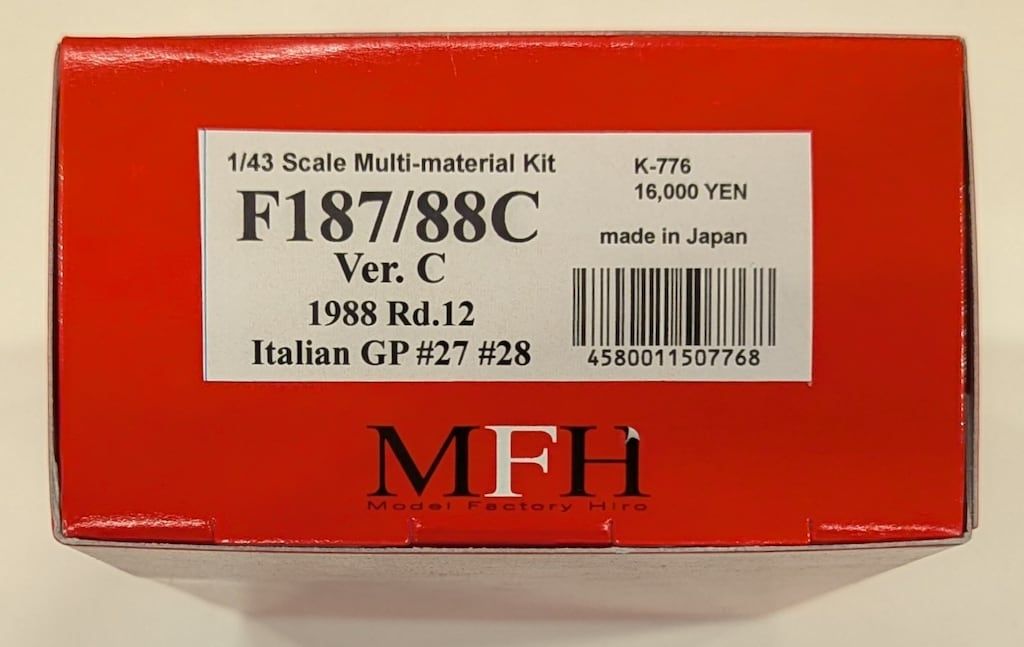 1/43 Scale Multi-material Kit
F187/88C
Ver. C
1988 Rd.12
Italian GP #27 #28
K-776
16,000 YEN
made in Japan
4580011507768
MFH
Model Factory Hiro